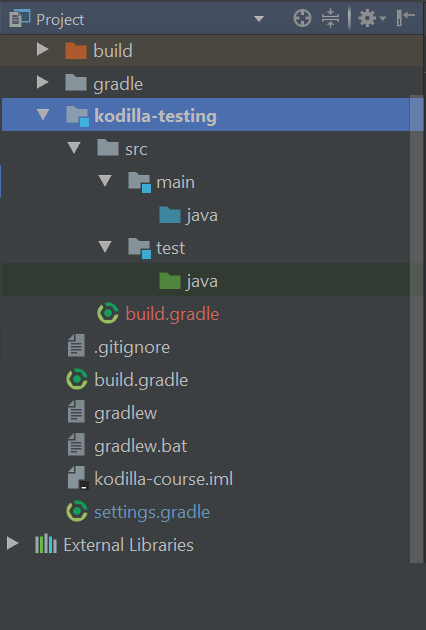 Project
build
gradle
kodilla-testing
src
main
java
test
java
build.gradle
.gitignore
build.gradle
gradlew
gradlew.bat
kodilla-course.iml
settings.gradle
External Libraries